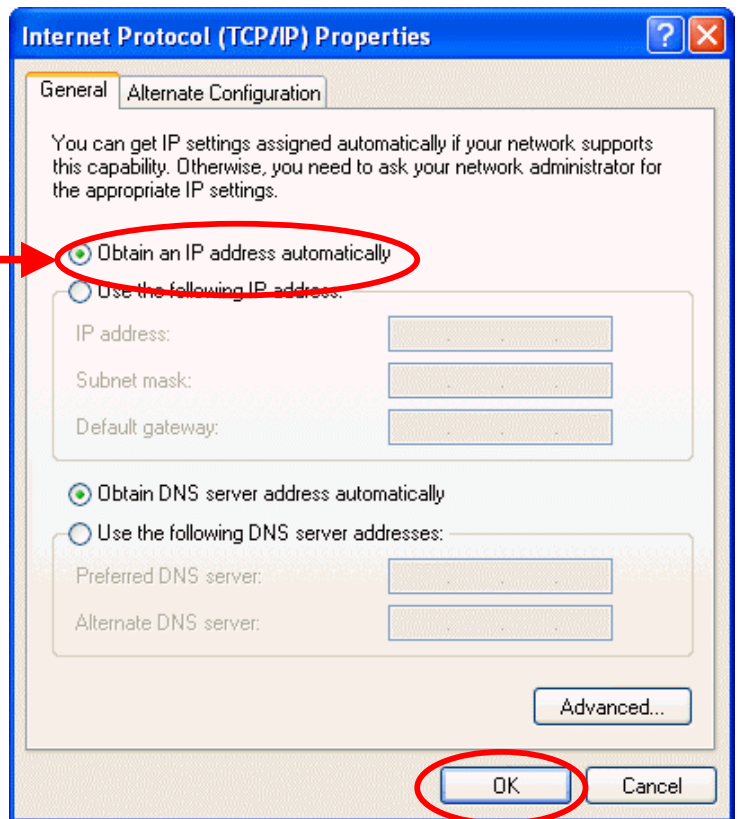 Internet Protocol (TCP/IP) Properties
General
Alternate Configuration
You can get IP settings assigned automatically if your network supports
this capability. Otherwise, you need to ask your network administrator for
the appropriate IP settings.
Obtain an IP address automatically
Use the following IP address:
IP address:
Subnet mask:
Default gateway:
Obtain DNS server address automatically
Use the following DNS server addresses:
Preferred DNS server:
Alternate DNS server:
Advanced...
OK
Cancel